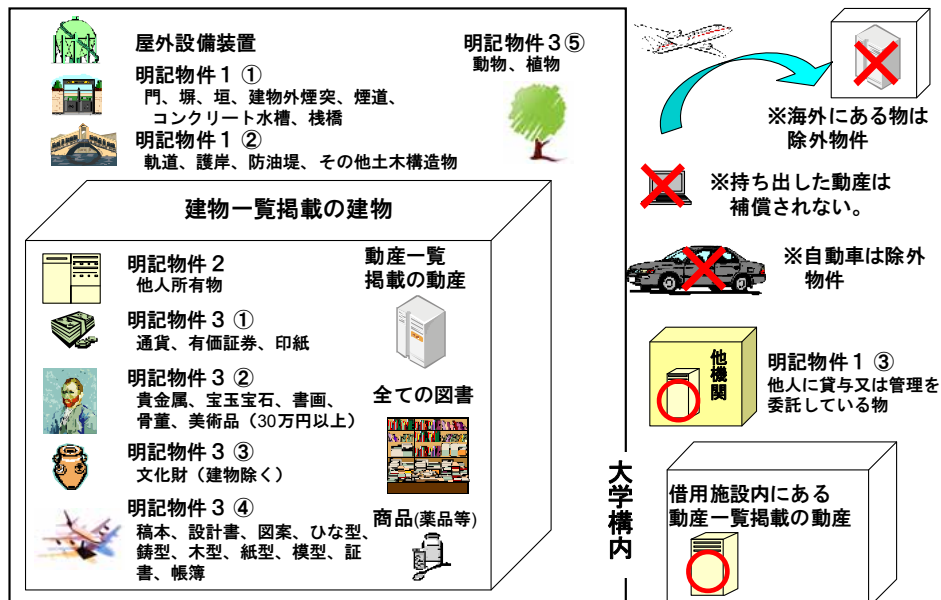 屋外設備装置
明記物件1 ①
門、塀、垣、建物外煙突、煙道、
コンクリート水槽、桟橋
明記物件1 ②
軌道、護岸、防油堤、その他土木構造物
明記物件3⑤
動物、植物
建物一覧掲載の建物
明記物件2
他人所有物
明記物件3 ①
通貨、有価証券、印紙
明記物件3 ②
貴金属、宝玉宝石、書画、
骨董、美術品（30万円以上）
明記物件3 ③
文化財（建物除く）
明記物件3 ④
稿本、設計書、図案、ひな型、
鋳型、木型、紙型、模型、証
書、帳簿
動産一覧
掲載の動産
全ての図書
商品(薬品等)
大学構内
※海外にある物は
除外物件
※持ち出した動産は
補償されない。
※自動車は除外
物件
他機関
明記物件1 ③
他人に貸与又は管理を
委託している物
借用施設内にある
動産一覧掲載の動産